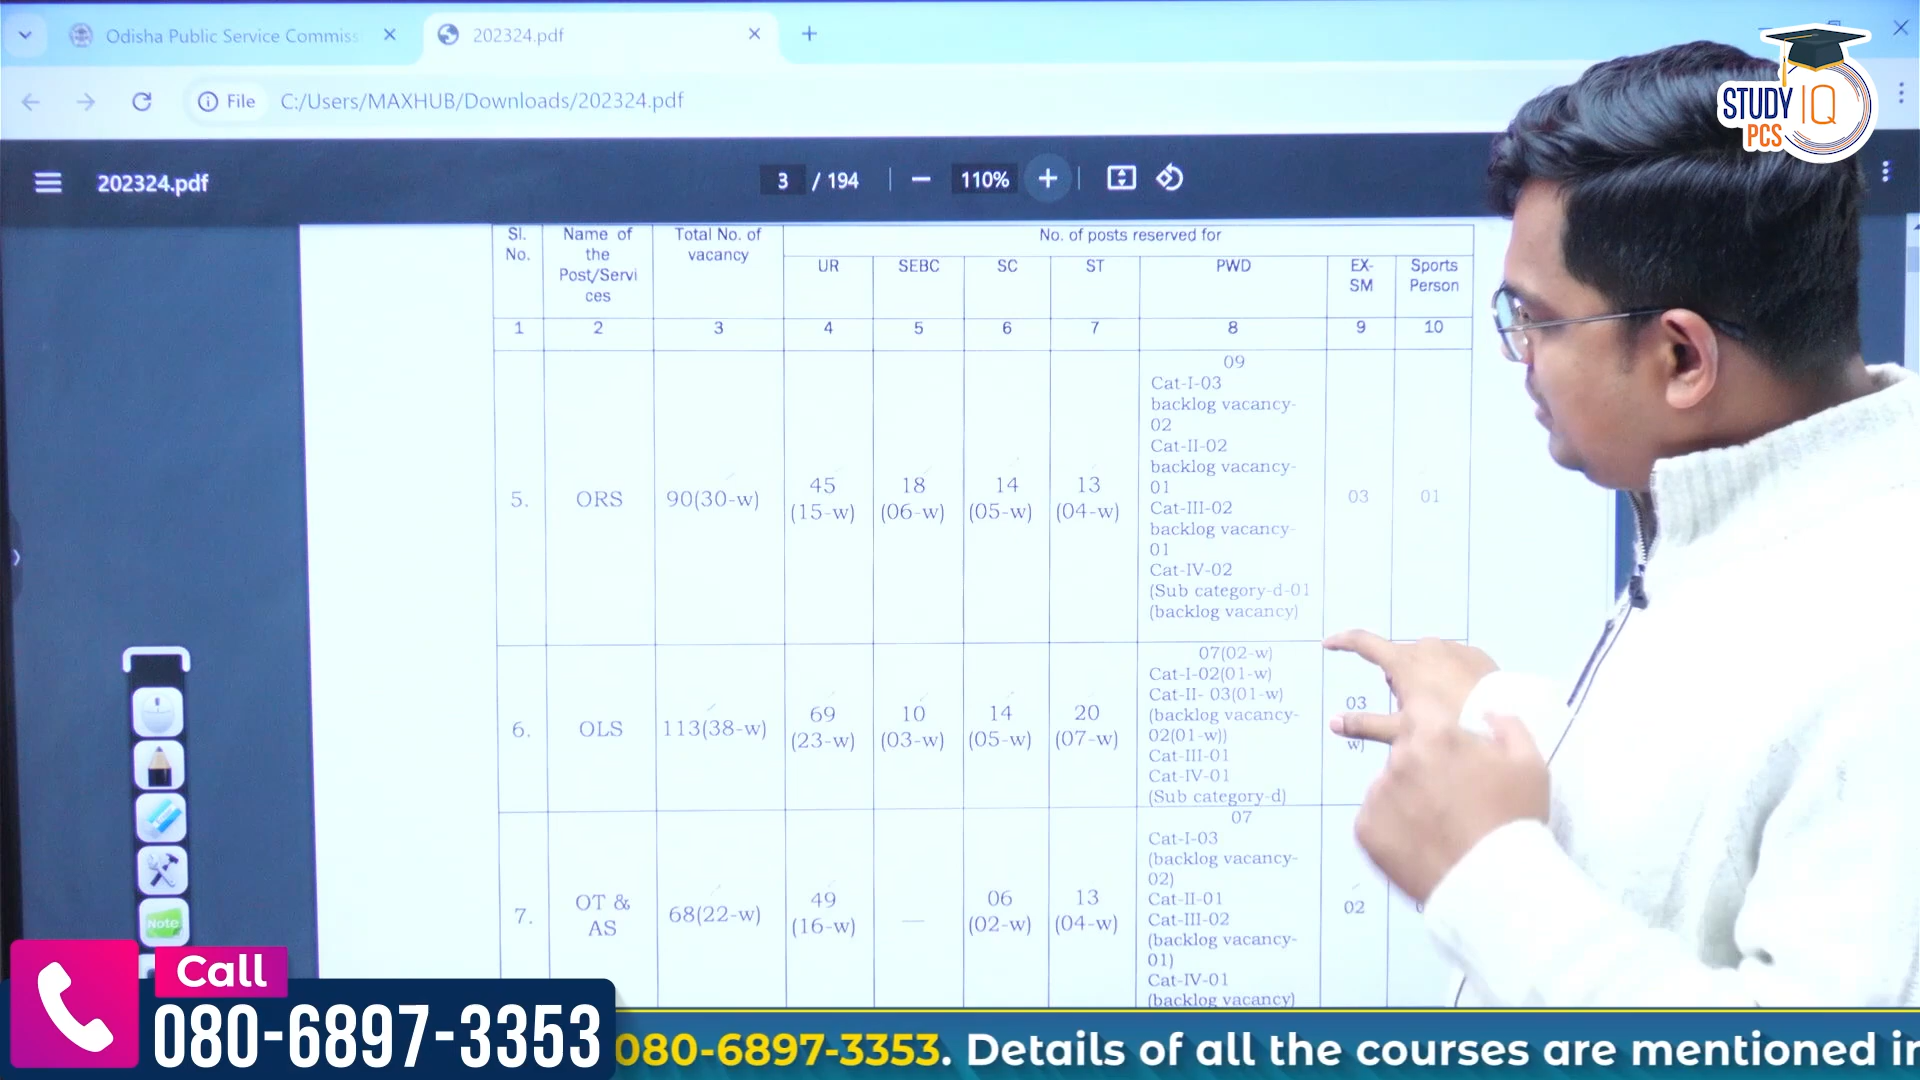 Odisha Public Service Commiss
202324.pdf
File
C:/Users/MAXHUB/Downloads/202324.pdf
STUDY IQ
PCS
202324.pdf
3 / 194
110%
Sl. No.
Name of the Post/Servi ces
Total No. of vacancy
No. of posts reserved for
UR
SEBC
SC
ST
PWD
EX-SM
Sports Person
1 2 3 4 5 6 7 8 9 10
5. ORS 90(30-w)
45 (15-w)
18 (06-w)
14 (05-w)
13 (04-w)
09
Cat-I-03
backlog vacancy-
02
Cat-II-02
backlog vacancy-
01
Cat-III-02
backlog vacancy-
01
Cat-IV-02
(Sub category-d-01
(backlog vacancy)
03
01
6. OLS 113(38-w)
69 (23-w)
10 (03-w)
14 (05-w)
20 (07-w)
07(02-w)
Cat-I-02(01-w)
Cat-II- 03(01-w)
(backlog vacancy-
02(01-w))
Cat-III-01
Cat-IV-01
(Sub category-d)
03
w)
7. OT & AS 68(22-w)
49 (16-w)
—
06 (02-w)
13 (04-w)
07
Cat-I-03
(backlog vacancy-
02)
Cat-II-01
Cat-III-02
(backlog vacancy-
01)
Cat-IV-01
(backlog vacancy)
02
Note
Call
080-6897-3353
080-6897-3353. Details of all the courses are mentioned in